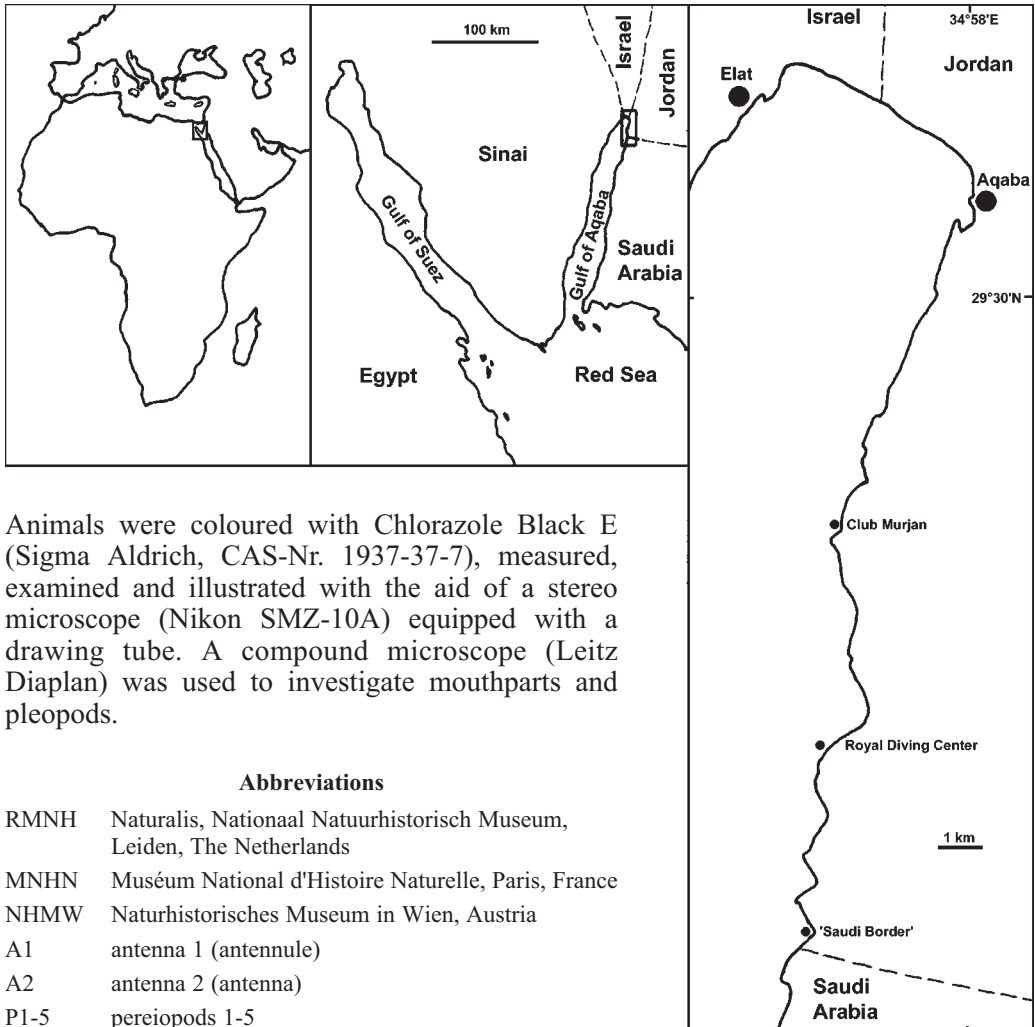 100 km
Israel
Jordan
Sinai
Gulf of Suez
Gulf of Aqaba
Saudi
Arabia
Egypt
Red Sea
Israel
34°58'E
Jordan
Elat
Aqaba
29°30'N
Club Murjan
Royal Diving Center
1 km
'Saudi Border'
Saudi
Arabia
Animals were coloured with Chlorazole Black E
(Sigma Aldrich, CAS-Nr. 1937-37-7), measured,
examined and illustrated with the aid of a stereo
microscope (Nikon SMZ-10A) equipped with a
drawing tube. A compound microscope (Leitz
Diaplan) was used to investigate mouthparts and
pleopods.
Abbreviations
RMNH Naturalis, Nationaal Natuurhistorisch Museum,
Leiden, The Netherlands
MNHN Muséum National d'Histoire Naturelle, Paris, France
NHMW Naturhistorisches Museum in Wien, Austria
A1 antenna 1 (antennule)
A2 antenna 2 (antenna)
P1-5 pereiopods 1-5